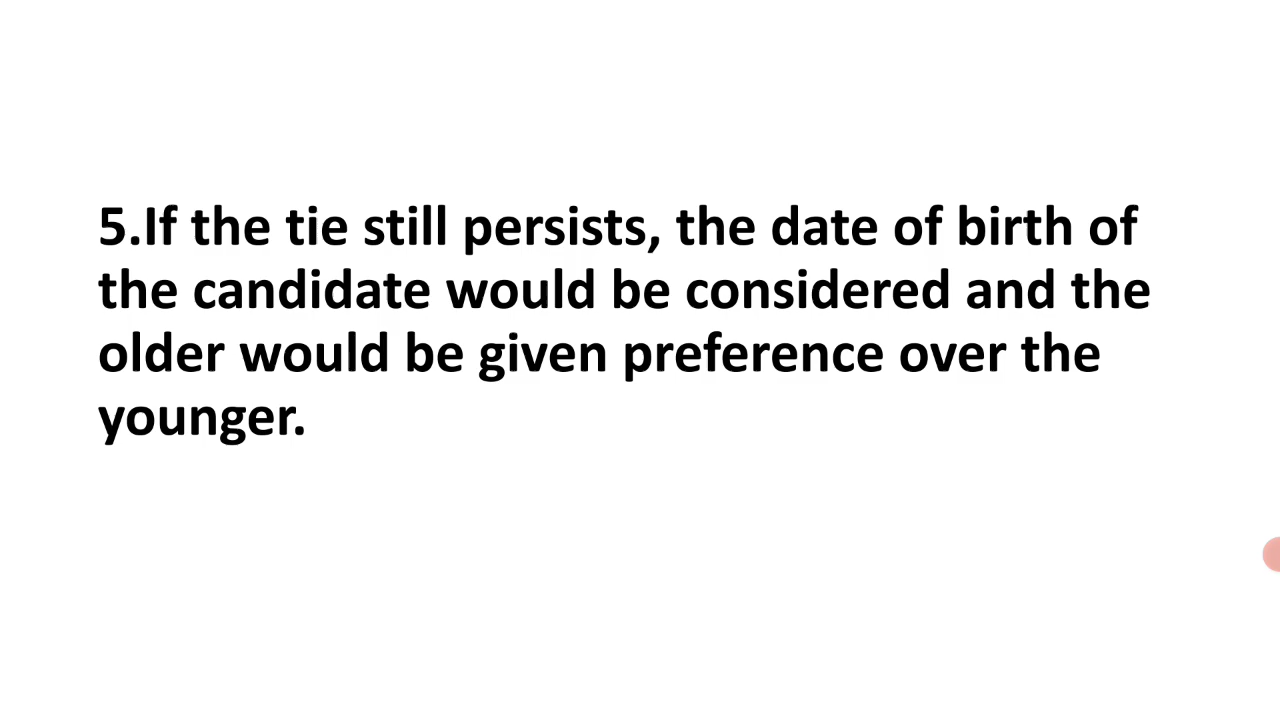 5.If the tie still persists, the date of birth of
the candidate would be considered and the
older would be given preference over the
younger.